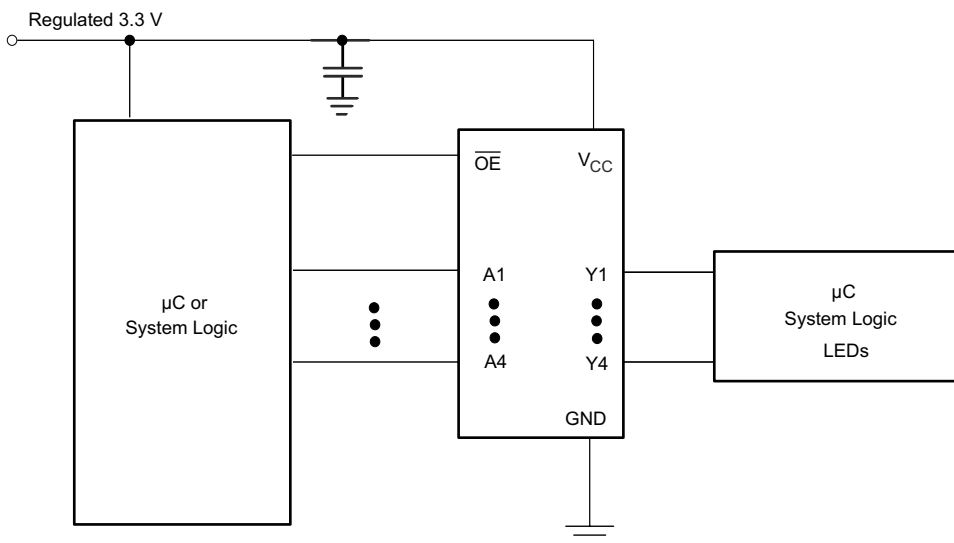 Regulated 3.3 V
OE VCC
A1 Y1
A4 Y4
GND
µC or
System Logic
µC
System Logic
LEDs